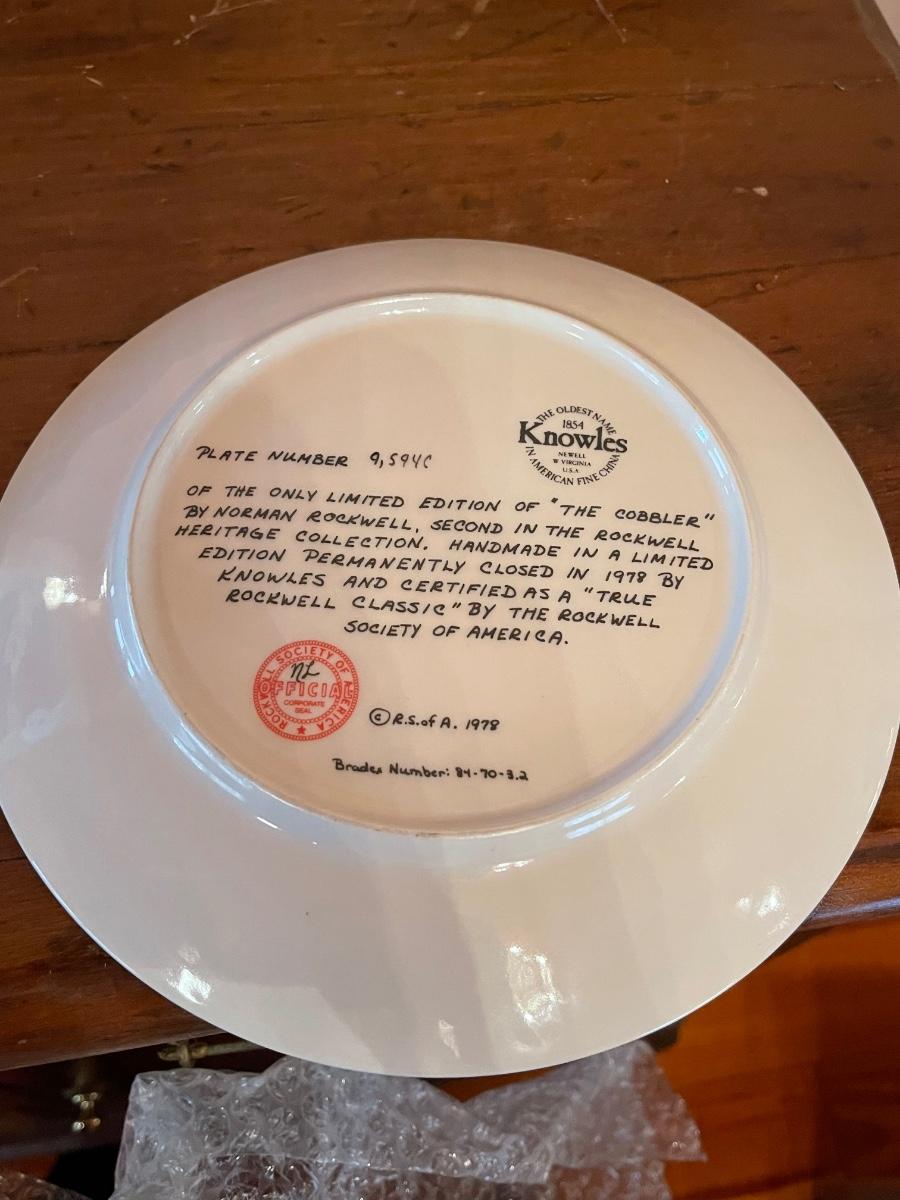 THE OLDEST NAME
1854
Knowles
NEWELL
W VIRGINIA
U.S.A.
IN AMERICAN FINE CHINA
PLATE NUMBER 9,594C
OF THE ONLY LIMITED EDITION OF "THE COBBLER"
BY NORMAN ROCKWELL, SECOND IN THE ROCKWELL
HERITAGE COLLECTION. HANDMADE IN A LIMITED
EDITION PERMANENTLY CLOSED IN 1978 BY
KNOWLES AND CERTIFIED AS A "TRUE
ROCKWELL CLASSIC" BY THE ROCKWELL
SOCIETY OF AMERICA.
ROCKWELL SOCIETY OF AMERICA
NL
OFFICIAL
CORPORATE
SEAL
© R.S. of A. 1978
Bradex Number: 84-70-3.2